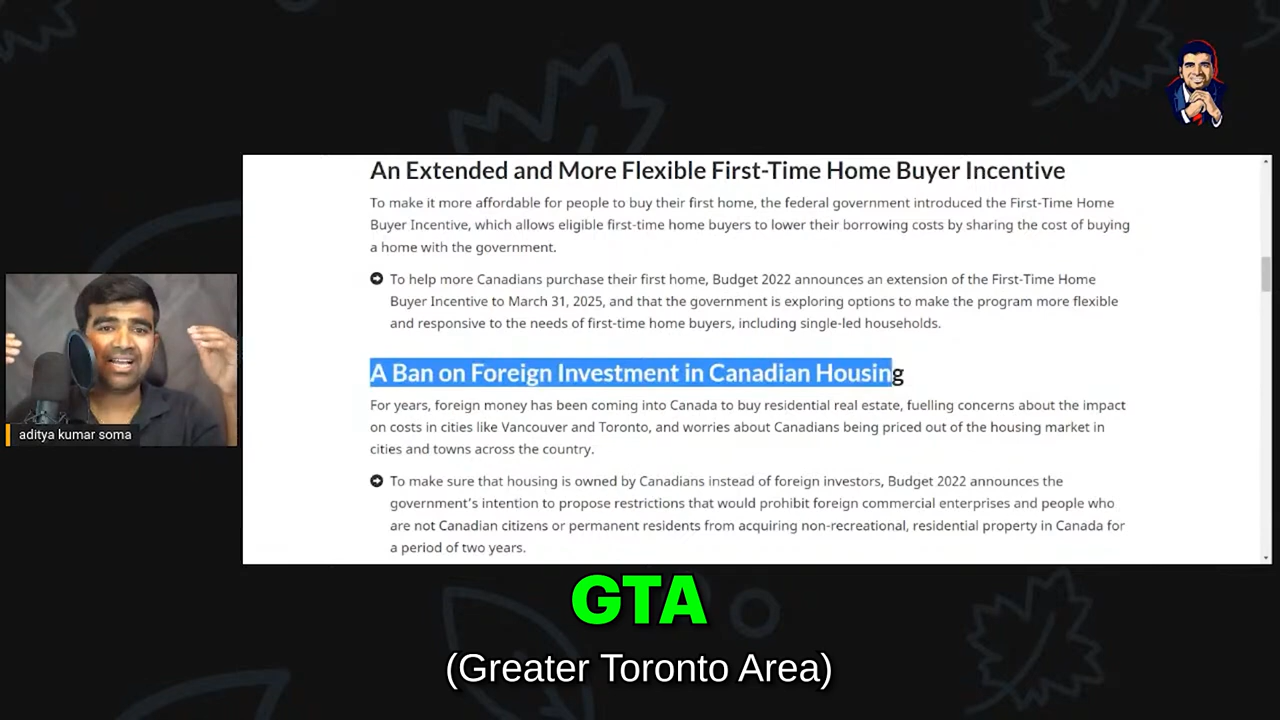 An Extended and More Flexible First-Time Home Buyer Incentive
To make it more affordable for people to buy their first home, the federal government introduced the First-Time Home
Buyer Incentive, which allows eligible first-time home buyers to lower their borrowing costs by sharing the cost of buying
a home with the government.
To help more Canadians purchase their first home, Budget 2022 announces an extension of the First-Time Home
Buyer Incentive to March 31, 2025, and that the government is exploring options to make the program more flexible
and responsive to the needs of first-time home buyers, including single-led households.
A Ban on Foreign Investment in Canadian Housing
For years, foreign money has been coming into Canada to buy residential real estate, fuelling concerns about the impact
on costs in cities like Vancouver and Toronto, and worries about Canadians being priced out of the housing market in
cities and towns across the country.
To make sure that housing is owned by Canadians instead of foreign investors, Budget 2022 announces the
government's intention to propose restrictions that would prohibit foreign commercial enterprises and people who
are not Canadian citizens or permanent residents from acquiring non-recreational, residential property in Canada for
a period of two years.
aditya kumar soma
GTA
(Greater Toronto Area)